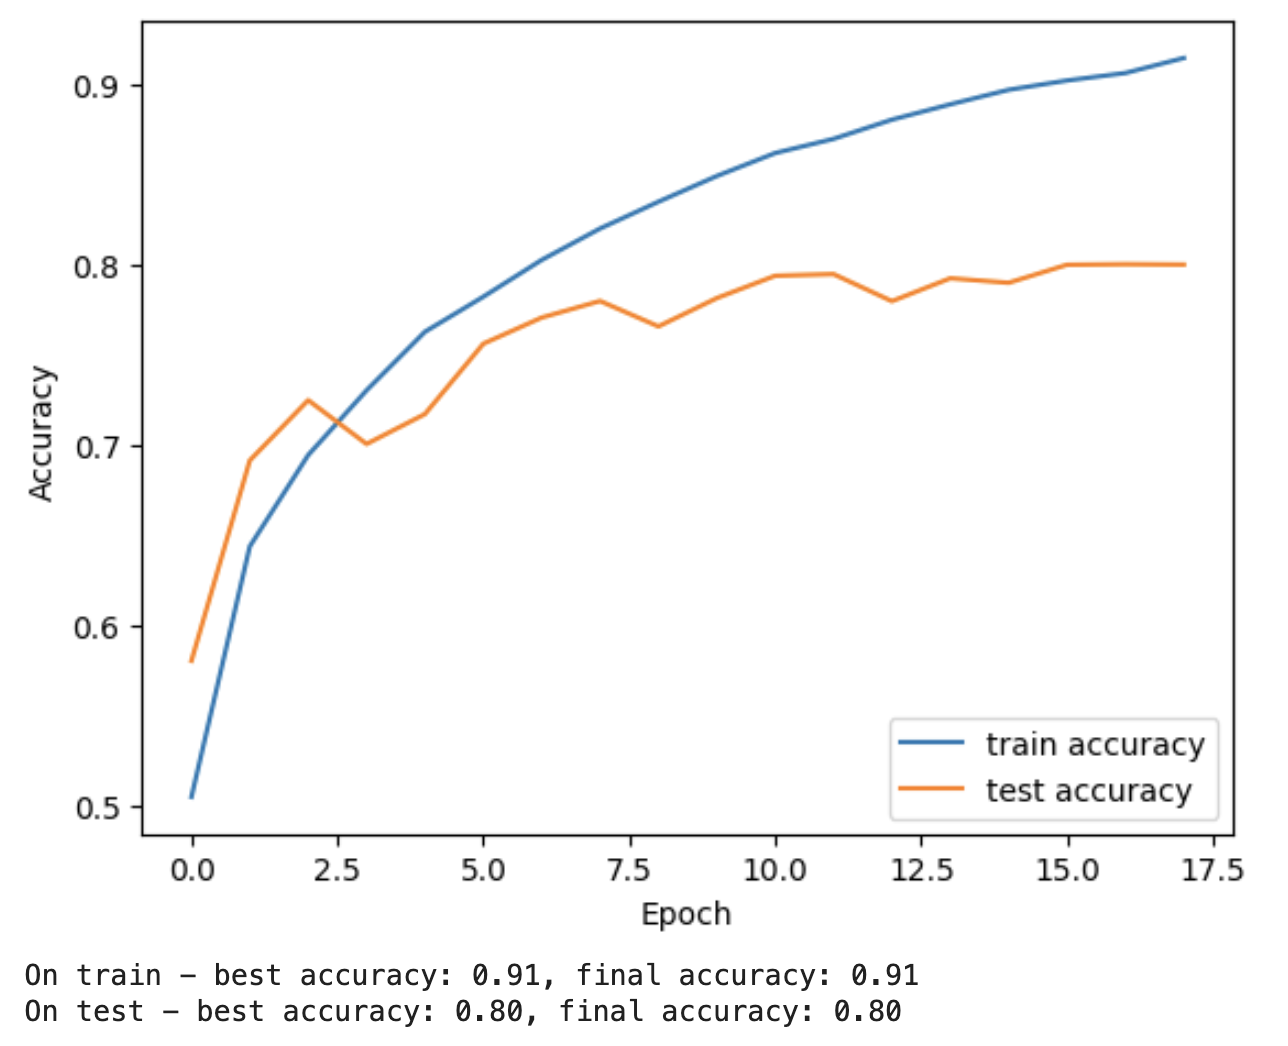 0.9
0.8
0.7
0.6
0.5
Accuracy
train accuracy
test accuracy
0.0 2.5 5.0 7.5 10.0 12.5 15.0 17.5
Epoch
On train – best accuracy: 0.91, final accuracy: 0.91
On test – best accuracy: 0.80, final accuracy: 0.80